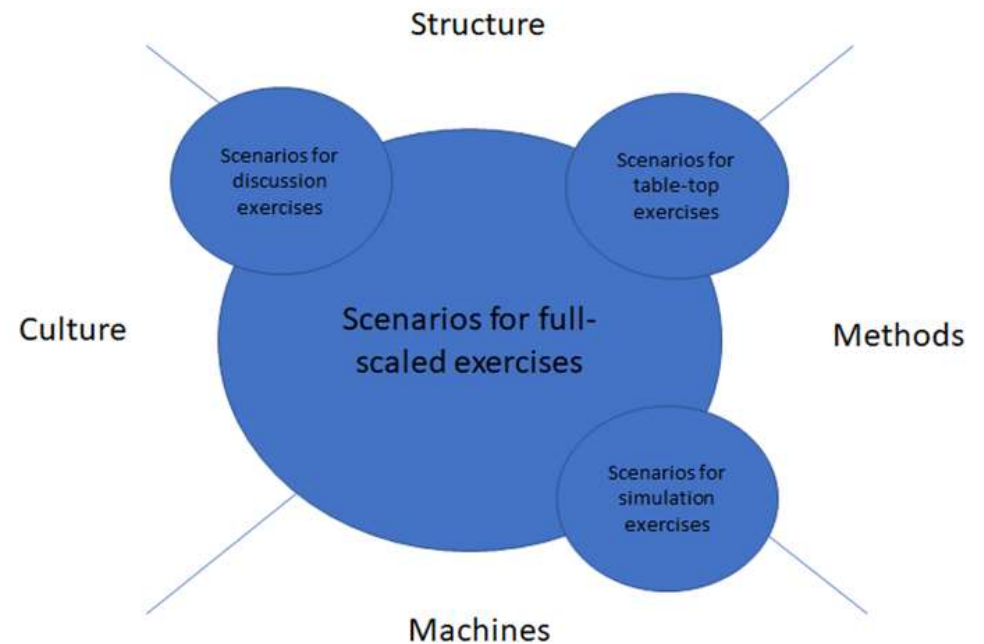 Structure
Scenarios for
discussion
exercises
Scenarios for
table-top
exercises
Culture
Scenarios for full-
scaled exercises
Methods
Scenarios for
simulation
exercises
Machines